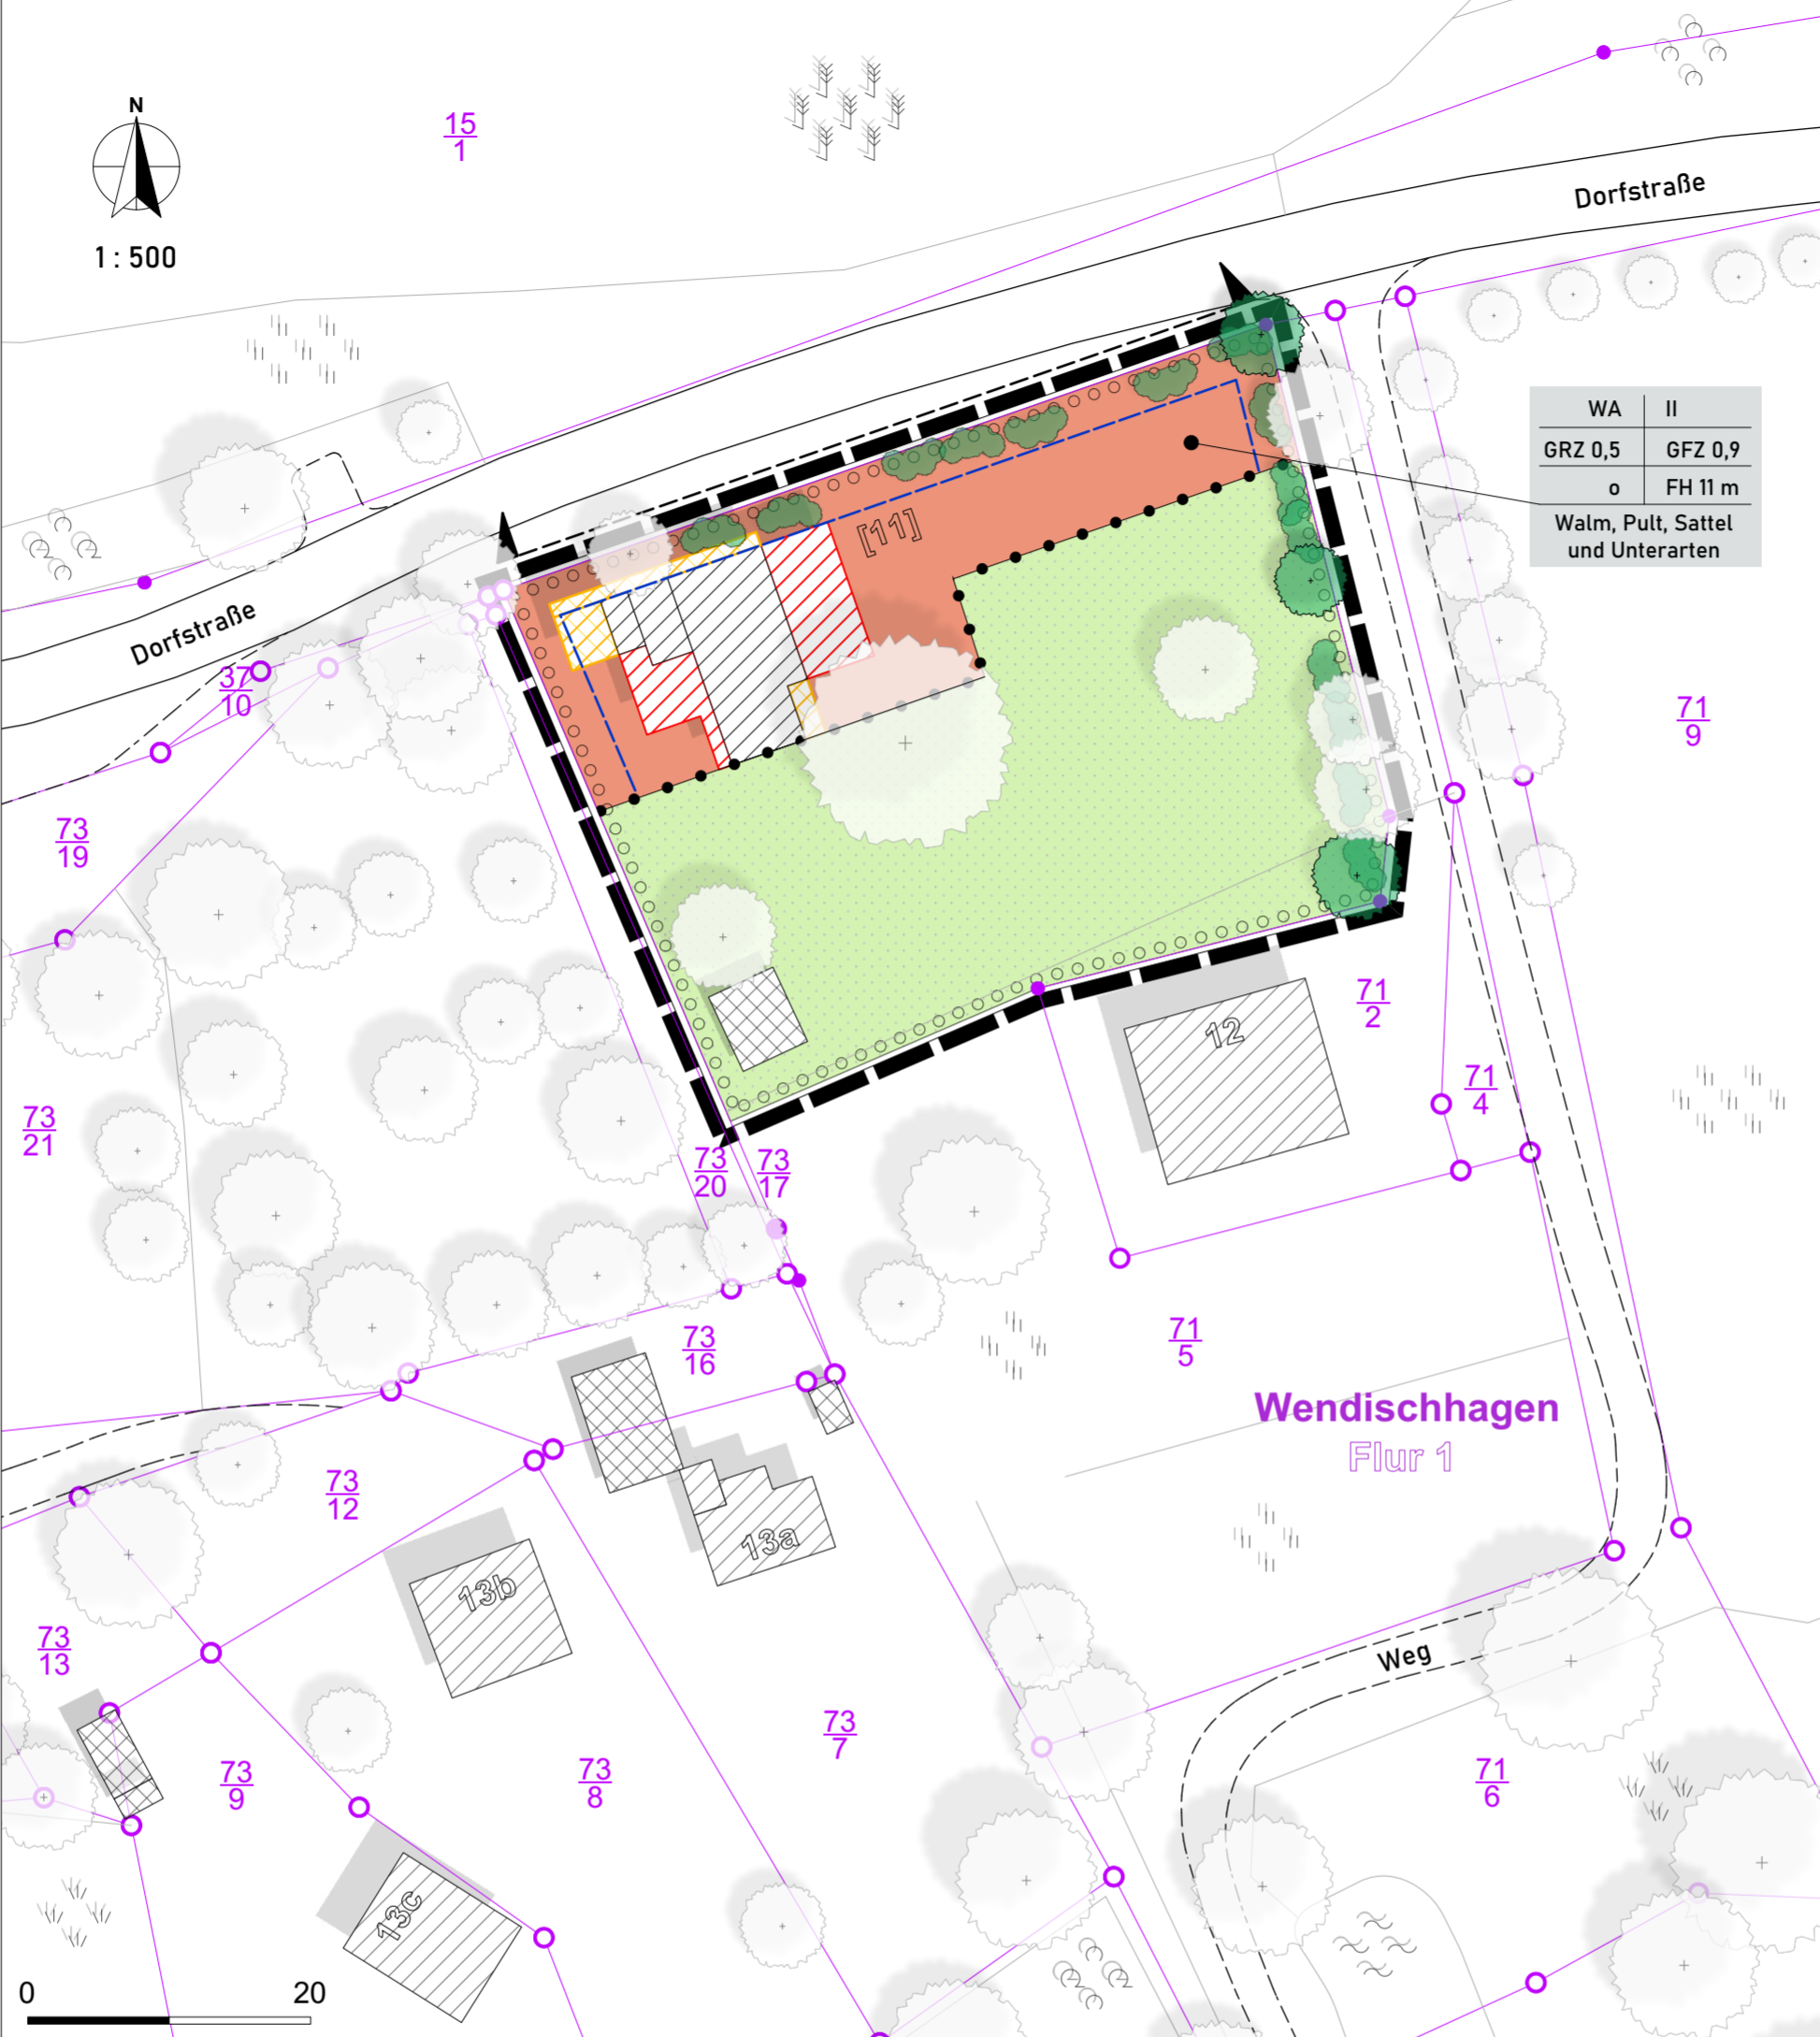 N
1 : 500
15
1
Dorfstraße
WA II
GRZ 0,5 GFZ 0,9
o FH 11 m
Walm, Pult, Sattel
und Unterarten
[11]
Dorfstraße
37
10
71
9
73
19
12
71
2
71
4
73
21
73
20
73
17
73
16
71
5
Wendischhagen
Flur 1
73
12
13a
13b
73
13
Weg
73
7
73
9
73
8
71
6
13c
0 20